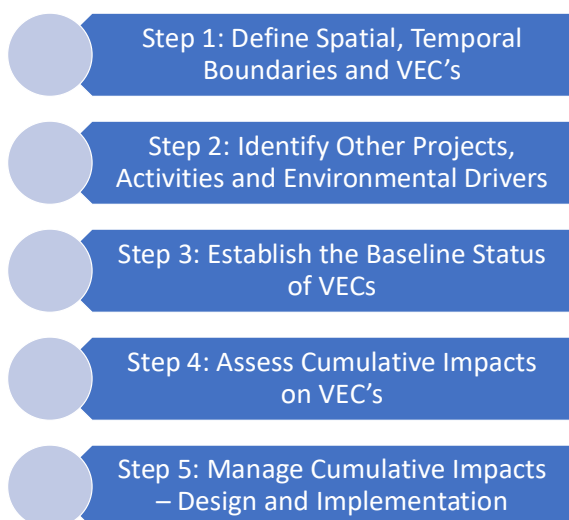 Step 1: Define Spatial, Temporal
Boundaries and VEC’s
Step 2: Identify Other Projects,
Activities and Environmental Drivers
Step 3: Establish the Baseline Status
of VECs
Step 4: Assess Cumulative Impacts
on VEC’s
Step 5: Manage Cumulative Impacts
– Design and Implementation